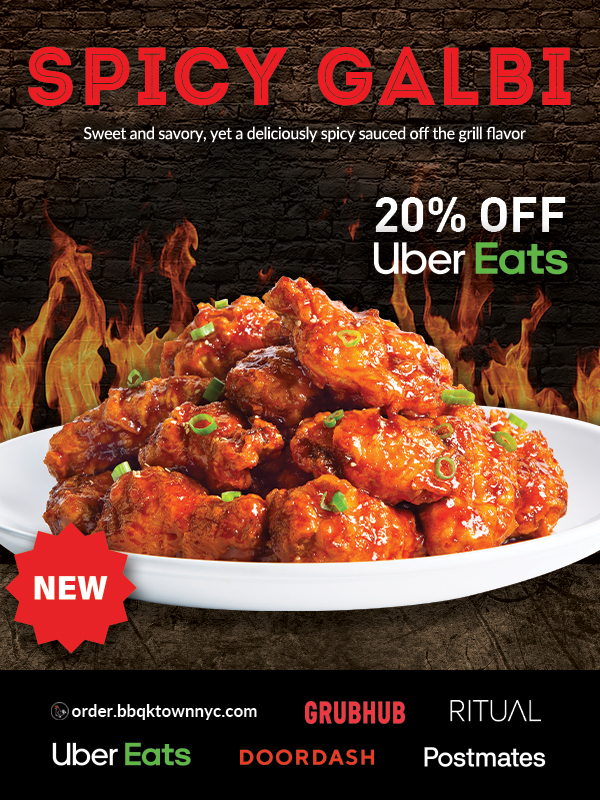 SPICY GALBI
Sweet and savory, yet a deliciously spicy sauced off the grill flavor
20% OFF
Uber Eats
NEW
order.bbqktownnyc.com
GRUBHUB
RITUAL
Uber Eats
DOORDASH
Postmates